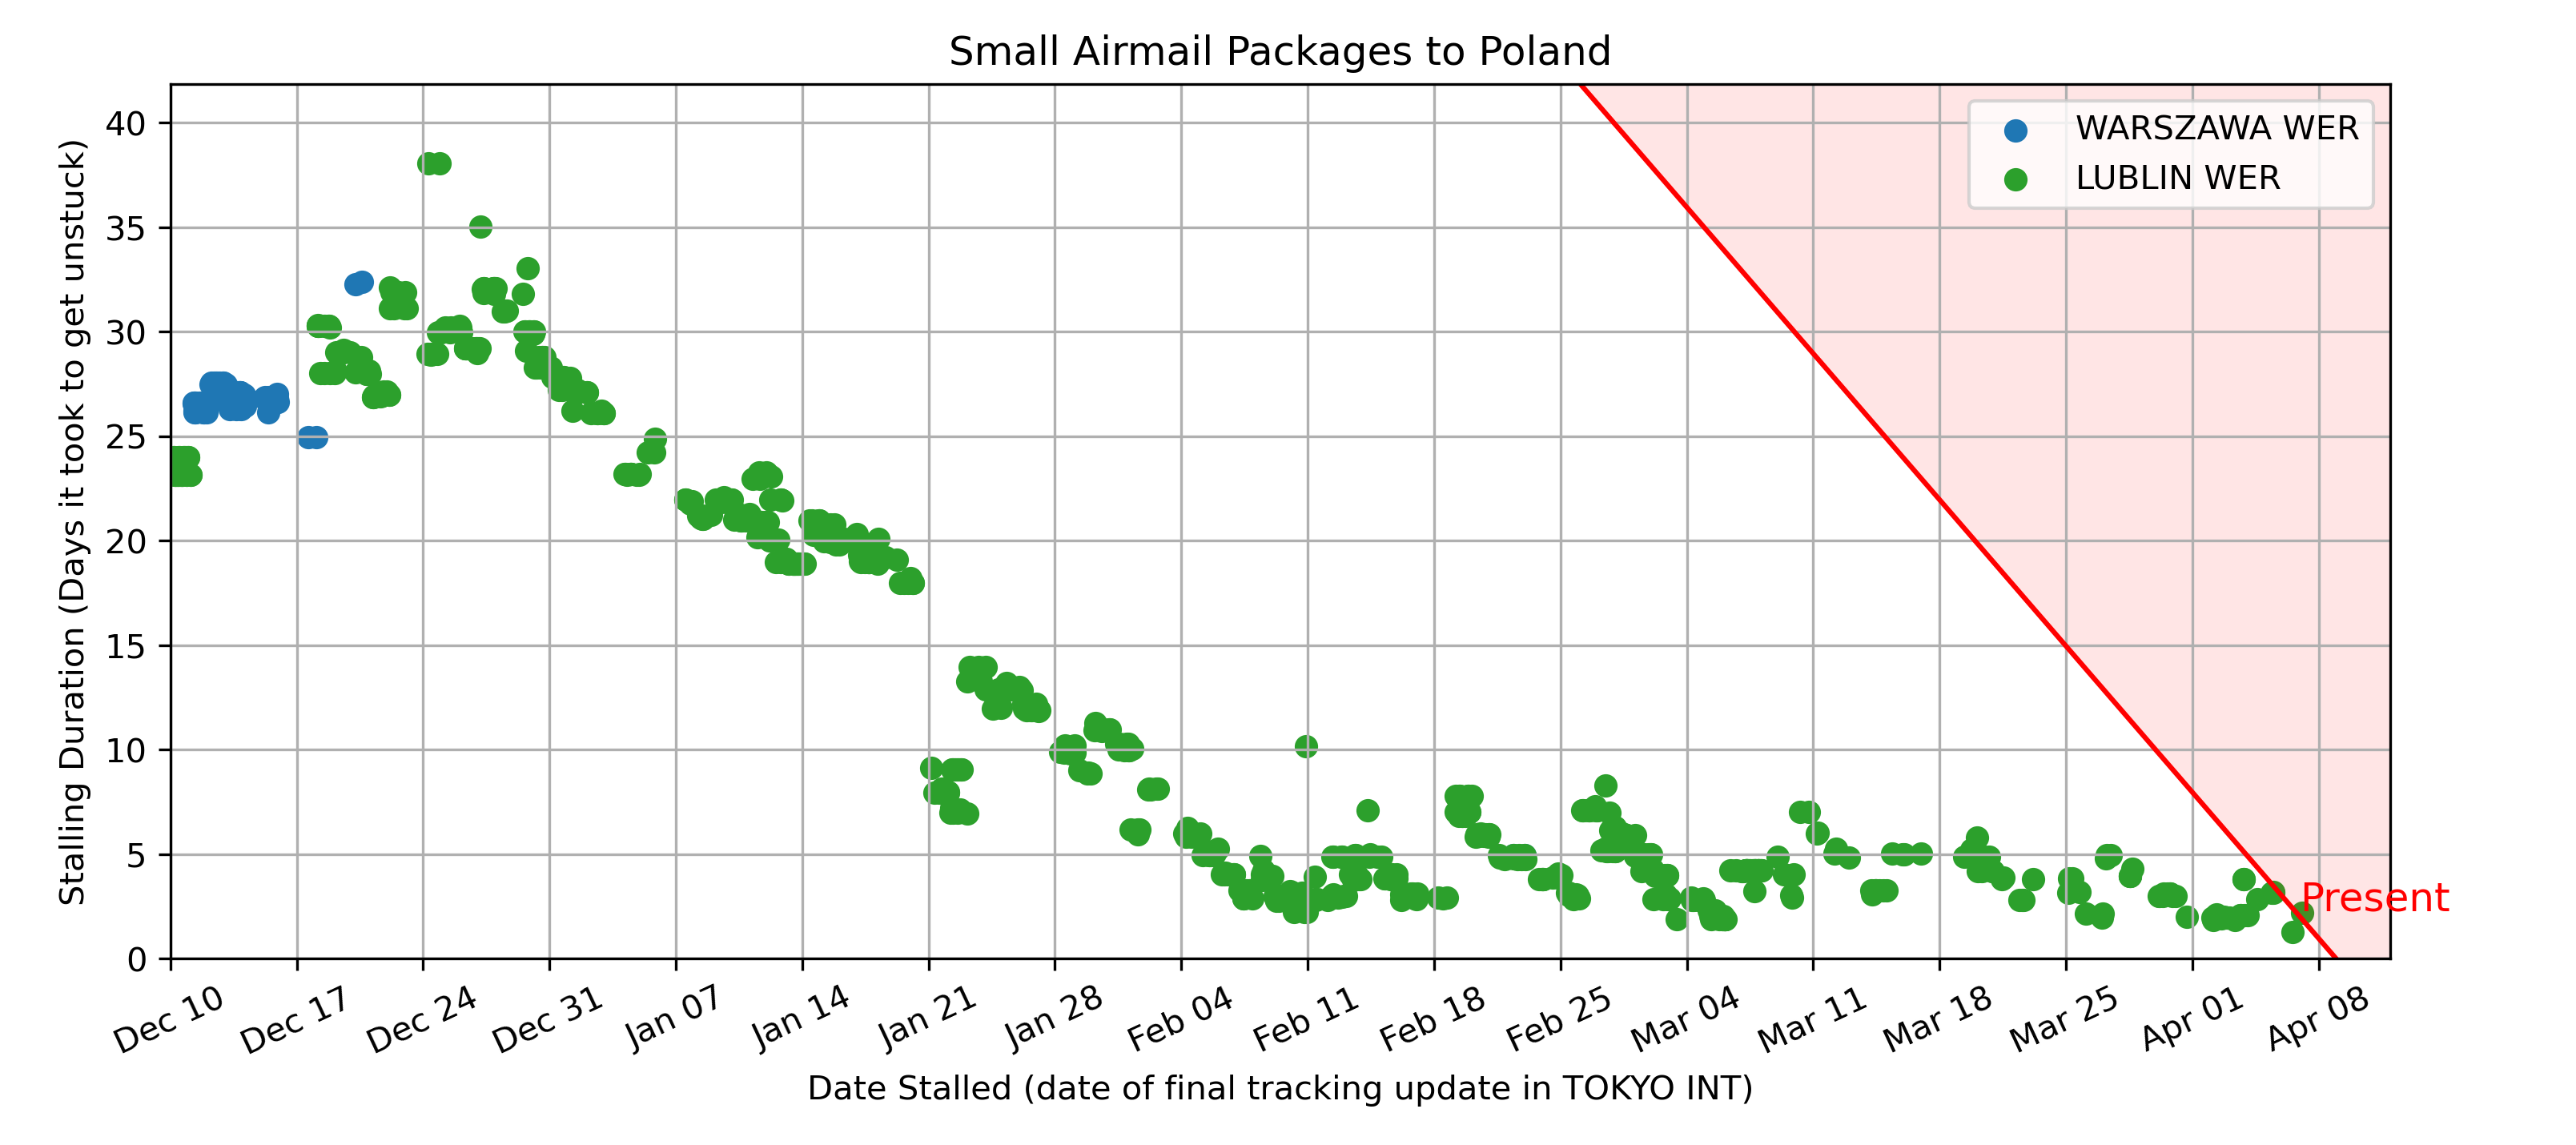 Small Airmail Packages to Poland
WARSZAWA WER
LUBLIN WER
Stalling Duration (Days it took to get unstuck)
40
35
30
25
20
15
10
5
0
Present
Dec 10
Dec 17
Dec 24
Dec 31
Jan 07
Jan 14
Jan 21
Jan 28
Feb 04
Feb 11
Feb 18
Feb 25
Mar 04
Mar 11
Mar 18
Mar 25
Apr 01
Apr 08
Date Stalled (date of final tracking update in TOKYO INT)